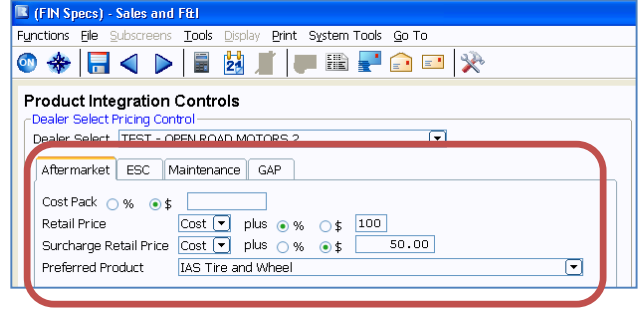 (FIN Specs) - Sales and F&I
Functions File Subscreens Tools Display Print System Tools Go To
ON 21
Product Integration Controls
Dealer Select Pricing Control
Dealer Select TEST - OPEN ROAD MOTORS 2
Aftermarket ESC Maintenance GAP
Cost Pack % $
Retail Price Cost plus % $ 100
Surcharge Retail Price Cost plus % $ 50.00
Preferred Product IAS Tire and Wheel